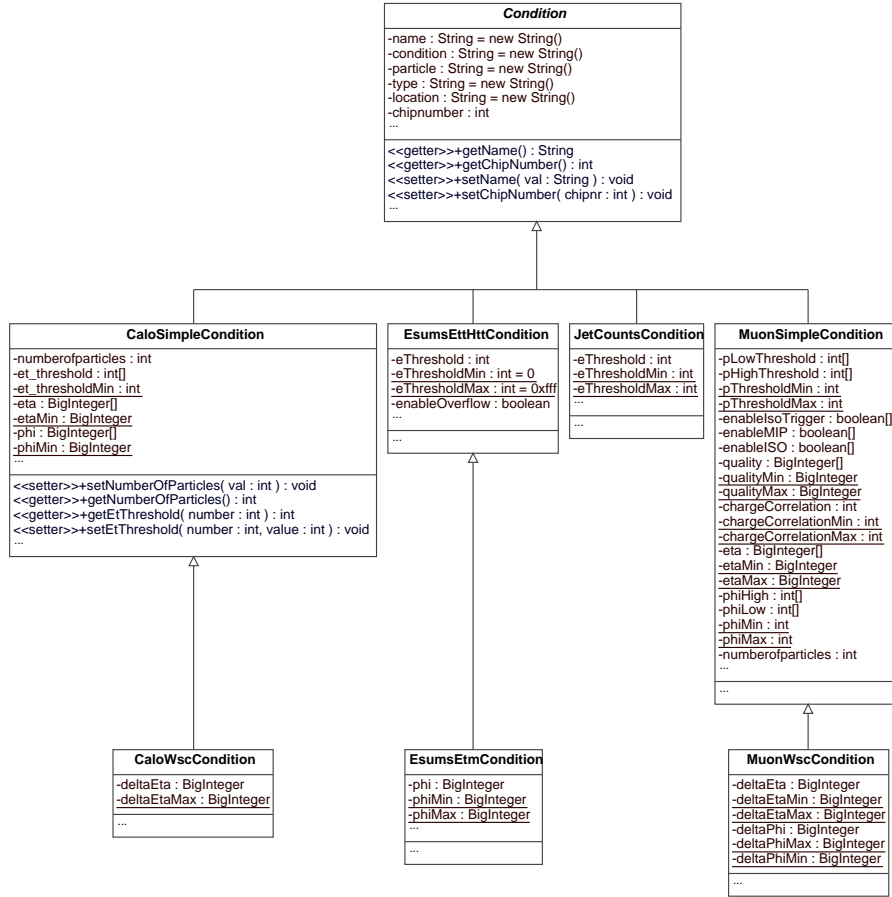 Condition
-name : String = new String()
-condition : String = new String()
-particle : String = new String()
-type : String = new String()
-location : String = new String()
-chipnumber : int
...
<<getter>>+getName() : String
<<getter>>+getChipNumber() : int
<<setter>>+setName( val : String ) : void
<<setter>>+setChipNumber( chipnr : int ) : void
...
CaloSimpleCondition
-numberofparticles : int
-et_threshold : int[]
-et_thresholdMin : int
-eta : BigInteger[]
-etaMin : BigInteger
-phi : BigInteger[]
-phiMin : BigInteger
...
<<setter>>+setNumberOfParticles( val : int ) : void
<<getter>>+getNumberOfParticles() : int
<<getter>>+getEtThreshold( number : int ) : int
<<setter>>+setEtThreshold( number : int, value : int ) : void
...
EsumsEttHttCondition
-eThreshold : int
-eThresholdMin : int = 0
-eThresholdMax : int = 0xfff
-enableOverflow : boolean
...
...
JetCountsCondition
-eThreshold : int
-eThresholdMin : int
-eThresholdMax : int
...
...
MuonSimpleCondition
-pLowThreshold : int[]
-pHighThreshold : int[]
-pThresholdMin : int
-pThresholdMax : int
-enableIsoTrigger : boolean[]
-enableMIP : boolean[]
-enableISO : boolean[]
-quality : BigInteger[]
-qualityMin : BigInteger
-qualityMax : BigInteger
-chargeCorrelation : int
-chargeCorrelationMin : int
-chargeCorrelationMax : int
-eta : BigInteger[]
-etaMin : BigInteger
-etaMax : BigInteger
-phiHigh : int[]
-phiLow : int[]
-phiMin : int
-phiMax : int
-numberofparticles : int
...
...
CaloWscCondition
-deltaEta : BigInteger
-deltaEtaMax : BigInteger
...
EsumsEtmCondition
-phi : BigInteger
-phiMin : BigInteger
-phiMax : BigInteger
...
...
MuonWscCondition
-deltaEta : BigInteger
-deltaEtaMin : BigInteger
-deltaEtaMax : BigInteger
-deltaPhi : BigInteger
-deltaPhiMax : BigInteger
-deltaPhiMin : BigInteger
...